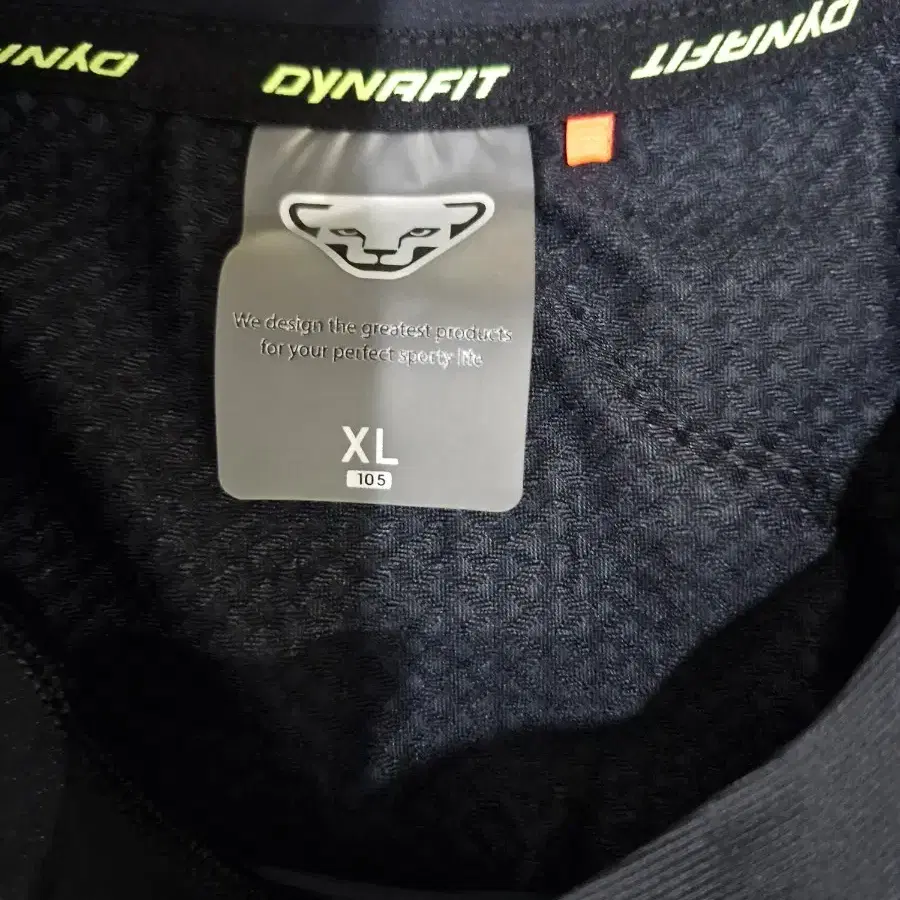 DYNAFIT
DYNAFIT
DYNAFIT
We design the greatest products
for your perfect sporty life
XL
105